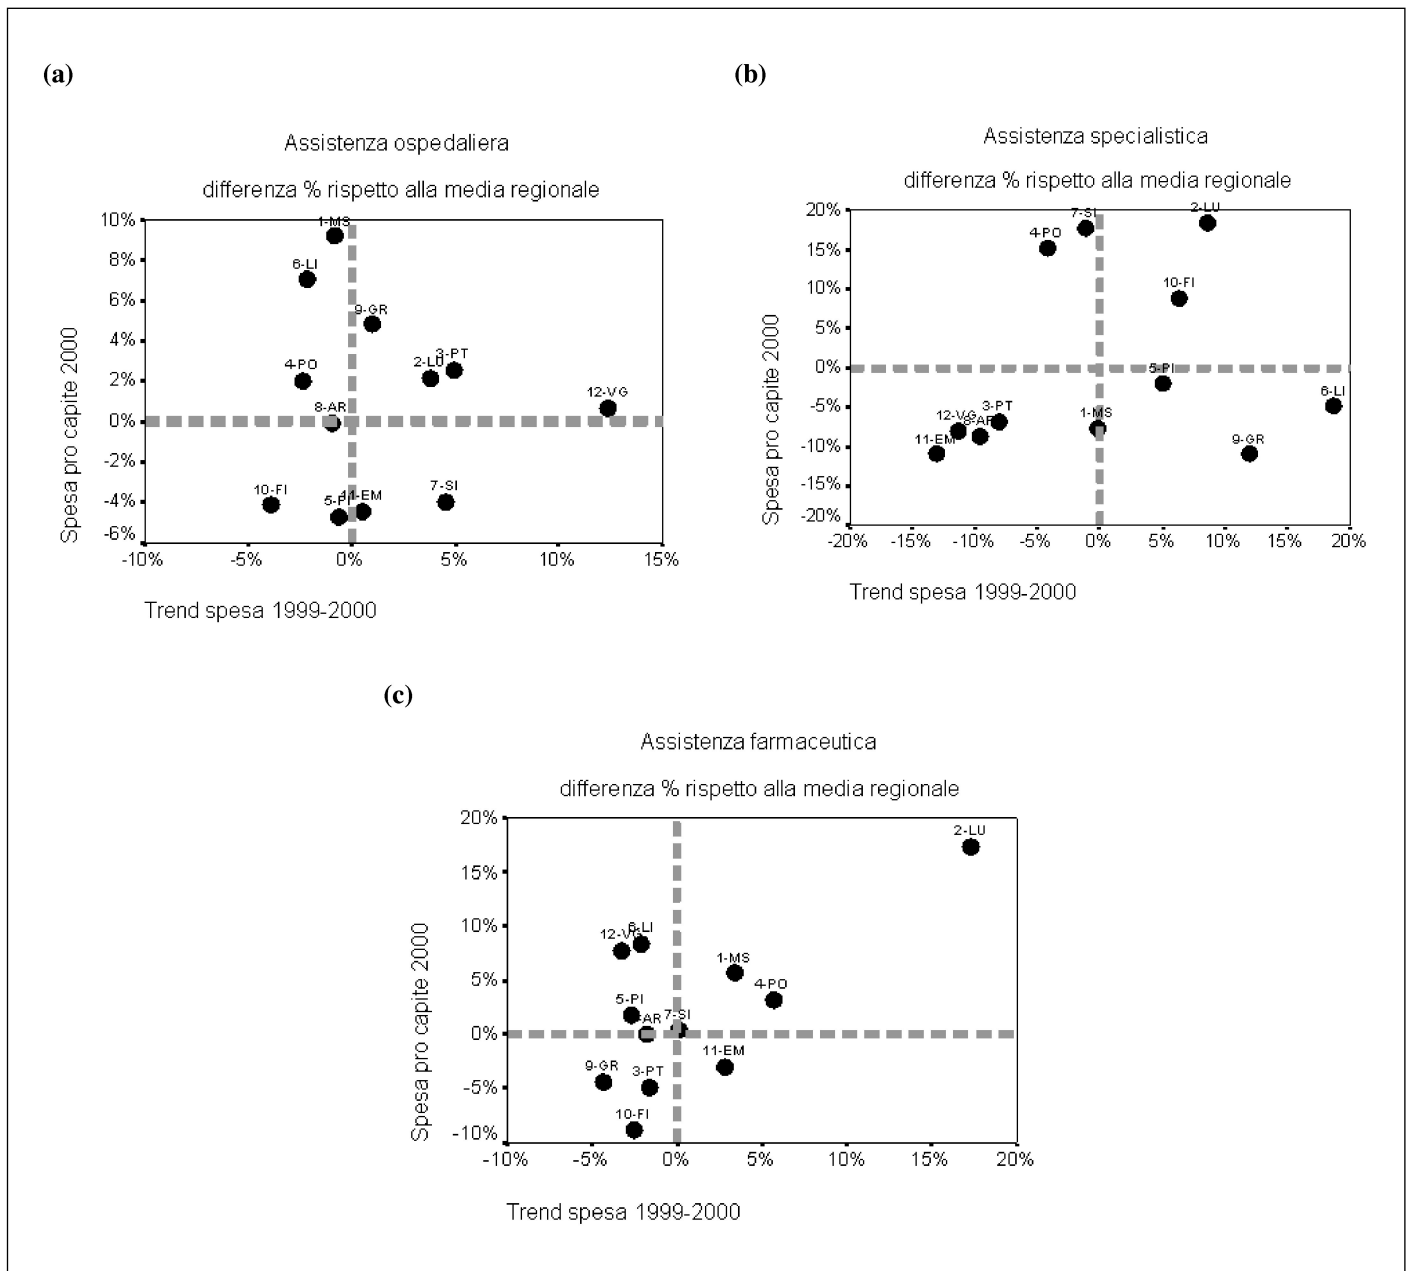 (a)
Assistenza ospedaliera
differenza % rispetto alla media regionale
10%
8%
6%
4%
2%
0%
-2%
-4%
-6%
Spesa pro capite 2000
1-MS
6-LI
9-GR
4-PO
2-LU
3-PT
12-VG
8-AR
10-FI
5-PI
11-EM
7-SI
-10%
-5%
0%
5%
10%
15%
Trend spesa 1999-2000
(b)
Assistenza specialistica
differenza % rispetto alla media regionale
20%
15%
10%
5%
0%
-5%
-10%
-15%
-20%
Spesa pro capite 2000
7-SI
2-LU
4-PO
10-FI
5-PI
6-LI
12-VG
8-AR
3-PT
1-MS
11-EM
9-GR
-20%
-15%
-10%
-5%
0%
5%
10%
15%
20%
Trend spesa 1999-2000
(c)
Assistenza farmaceutica
differenza % rispetto alla media regionale
20%
15%
10%
5%
0%
-5%
-10%
Spesa pro capite 2000
2-LU
12-VG
6-LI
1-MS
4-PO
5-PI
AR
7-SI
11-EM
9-GR
3-PT
10-FI
-10%
-5%
0%
5%
10%
15%
20%
Trend spesa 1999-2000